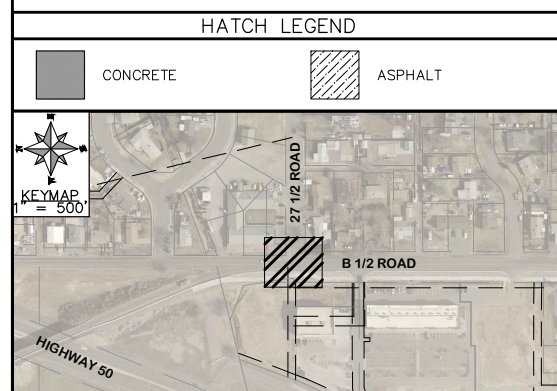 HATCH LEGEND
CONCRETE
ASPHALT
KEYMAP
1" = 500'
27 1/2 ROAD
B 1/2 ROAD
HIGHWAY 50